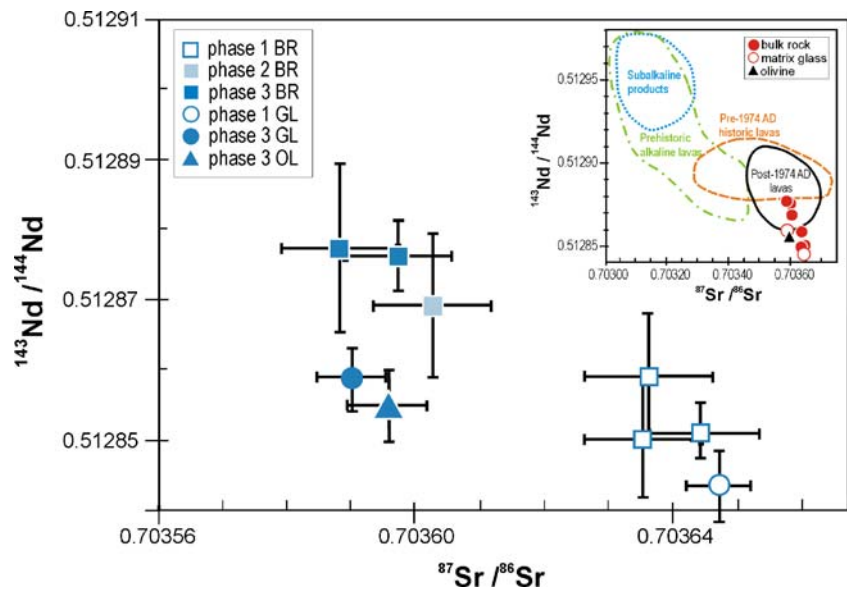 0.51291
0.51289
0.51287
0.51285
¹⁴³Nd / ¹⁴⁴Nd
phase 1 BR
phase 2 BR
phase 3 BR
phase 1 GL
phase 3 GL
phase 3 OL
0.70356
0.70360
0.70364
⁸⁷Sr / ⁸⁶Sr
bulk rock
matrix glass
olivine
Subalkaline
products
Pre-1974 AD
historic lavas
Prehistoric
alkaline lavas
Post-1974 AD
lavas
0.51295
0.51290
0.51285
¹⁴³Nd / ¹⁴⁴Nd
0.70300
0.70320
0.70340
0.70360
⁸⁷Sr / ⁸⁶Sr